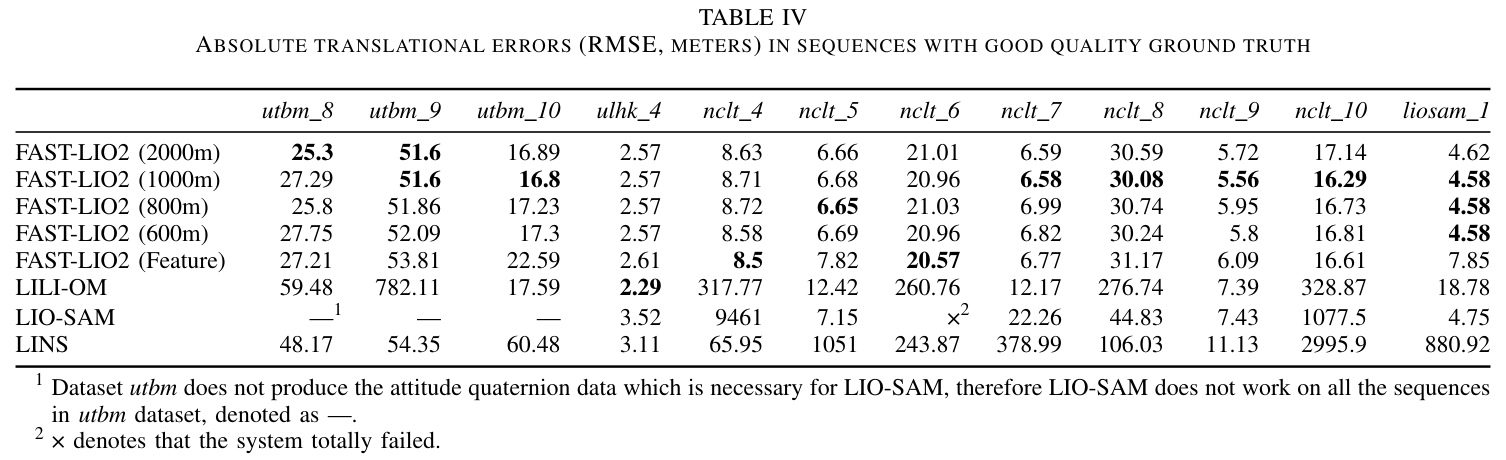 TABLE IV
ABSOLUTE TRANSLATIONAL ERRORS (RMSE, METERS) IN SEQUENCES WITH GOOD QUALITY GROUND TRUTH
utbm_8 utbm_9 utbm_10 ulhk_4 nclt_4 nclt_5 nclt_6 nclt_7 nclt_8 nclt_9 nclt_10 liosam_1
FAST-LIO2 (2000m) 25.3 51.6 16.89 2.57 8.63 6.66 21.01 6.59 30.59 5.72 17.14 4.62
FAST-LIO2 (1000m) 27.29 51.6 16.8 2.57 8.71 6.68 20.96 6.58 30.08 5.56 16.29 4.58
FAST-LIO2 (800m) 25.8 51.86 17.23 2.57 8.72 6.65 21.03 6.99 30.74 5.95 16.73 4.58
FAST-LIO2 (600m) 27.75 52.09 17.3 2.57 8.58 6.69 20.96 6.82 30.24 5.8 16.81 4.58
FAST-LIO2 (Feature) 27.21 53.81 22.59 2.61 8.5 7.82 20.57 6.77 31.17 6.09 16.61 7.85
LILI-OM 59.48 782.11 17.59 2.29 317.77 12.42 260.76 12.17 276.74 7.39 328.87 18.78
LIO-SAM —1 — — 3.52 9461 7.15 ×2 22.26 44.83 7.43 1077.5 4.75
LINS 48.17 54.35 60.48 3.11 65.95 1051 243.87 378.99 106.03 11.13 2995.9 880.92
1 Dataset utbm does not produce the attitude quaternion data which is necessary for LIO-SAM, therefore LIO-SAM does not work on all the sequences
in utbm dataset, denoted as —.
2 × denotes that the system totally failed.